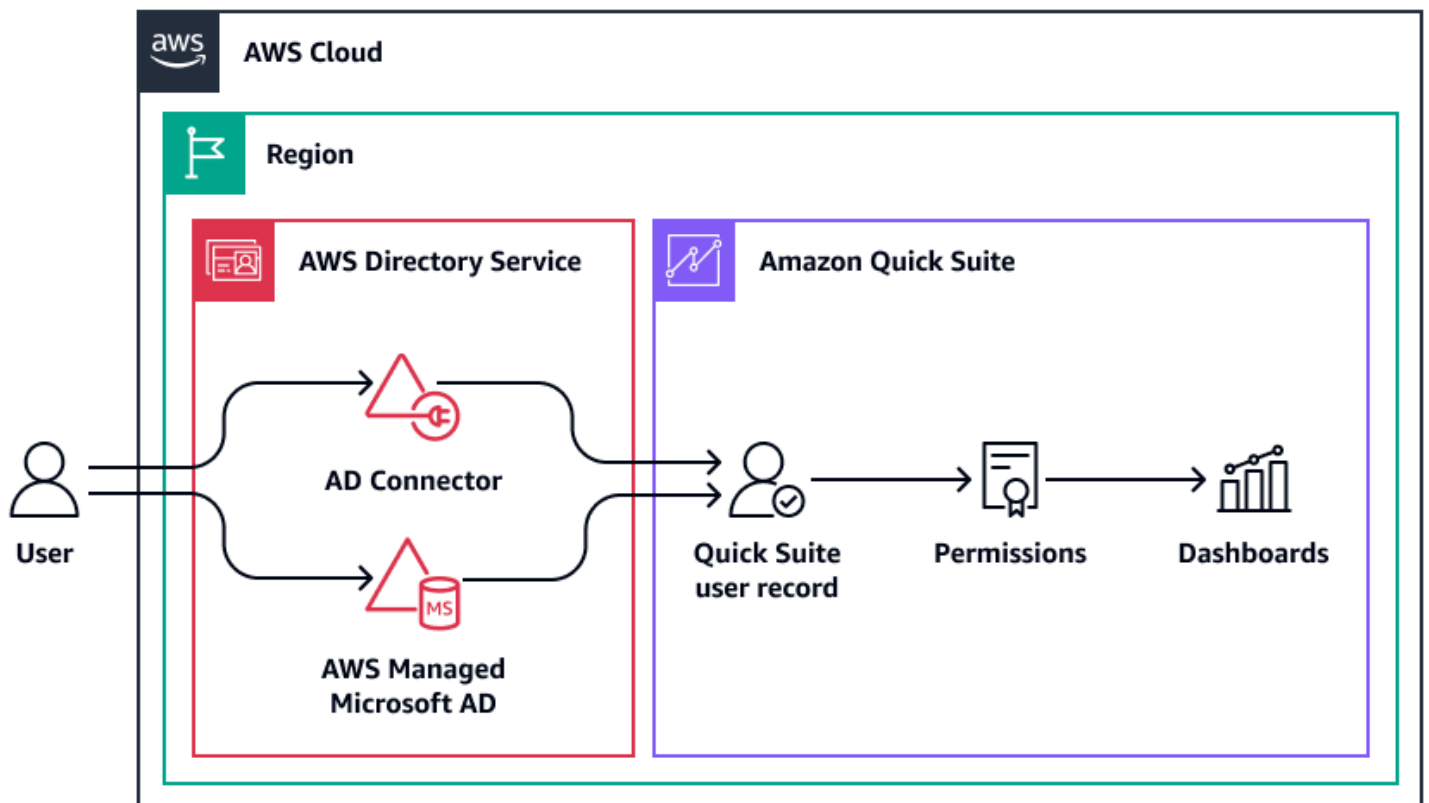 aws
AWS Cloud
Region
AWS Directory Service
Amazon Quick Suite
AD Connector
User
Quick Suite
user record
Permissions
Dashboards
MS
AWS Managed
Microsoft AD